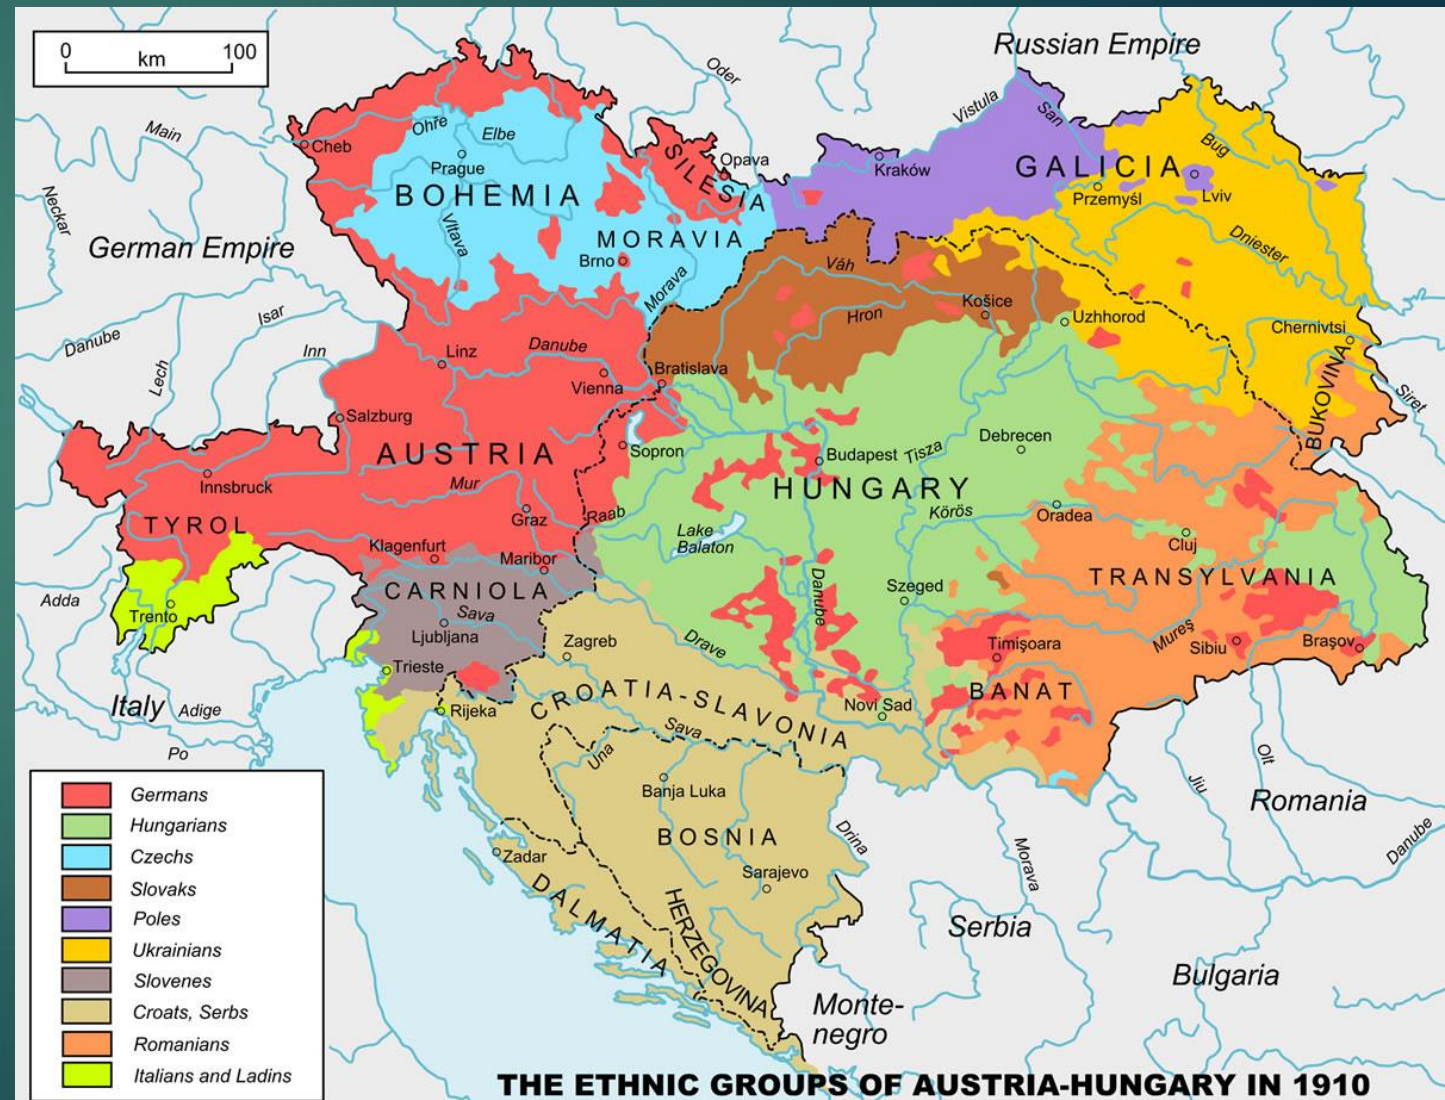 0 100
km
Russian Empire
Oder
Vistula
San
Bug
Main
Cheb
Ohře
Elbe
Prague
SILESIA
Opava
Kraków
GALICIA
Przemyśl
Lviv
Neckar
BOHEMIA
Vltava
MORAVIA
Brno
Dniester
German Empire
Morava
Váh
Hron
Košice
Uzhhorod
Chernivtsi
Danube
Isar
Inn
Lech
Linz
Danube
Vienna
Bratislava
BUKOVINA
Siret
Salzburg
AUSTRIA
Sopron
Budapest
Tisza
Debrecen
Innsbruck
Mur
HUNGARY
TYROL
Graz
Raab
Lake
Balaton
Körös
Oradea
Cluj
Klagenfurt
Maribor
CARNIOLA
Danube
Szeged
TRANSYLVANIA
Adda
Trento
Sava
Ljubljana
Zagreb
Drave
Timişoara
Mureş
Sibiu
Braşov
Trieste
Italy
Adige
Rijeka
CROATIA-SLAVONIA
Novi Sad
BANAT
Po
Una
Sava
Banja Luka
BOSNIA
Drina
Morava
Jiu
Olt
Romania
Danube
Zadar
Sarajevo
DALMATIA
HERZEGOVINA
Serbia
Bulgaria
Monte-
negro
Germans
Hungarians
Czechs
Slovaks
Poles
Ukrainians
Slovenes
Croats, Serbs
Romanians
Italians and Ladins
THE ETHNIC GROUPS OF AUSTRIA-HUNGARY IN 1910